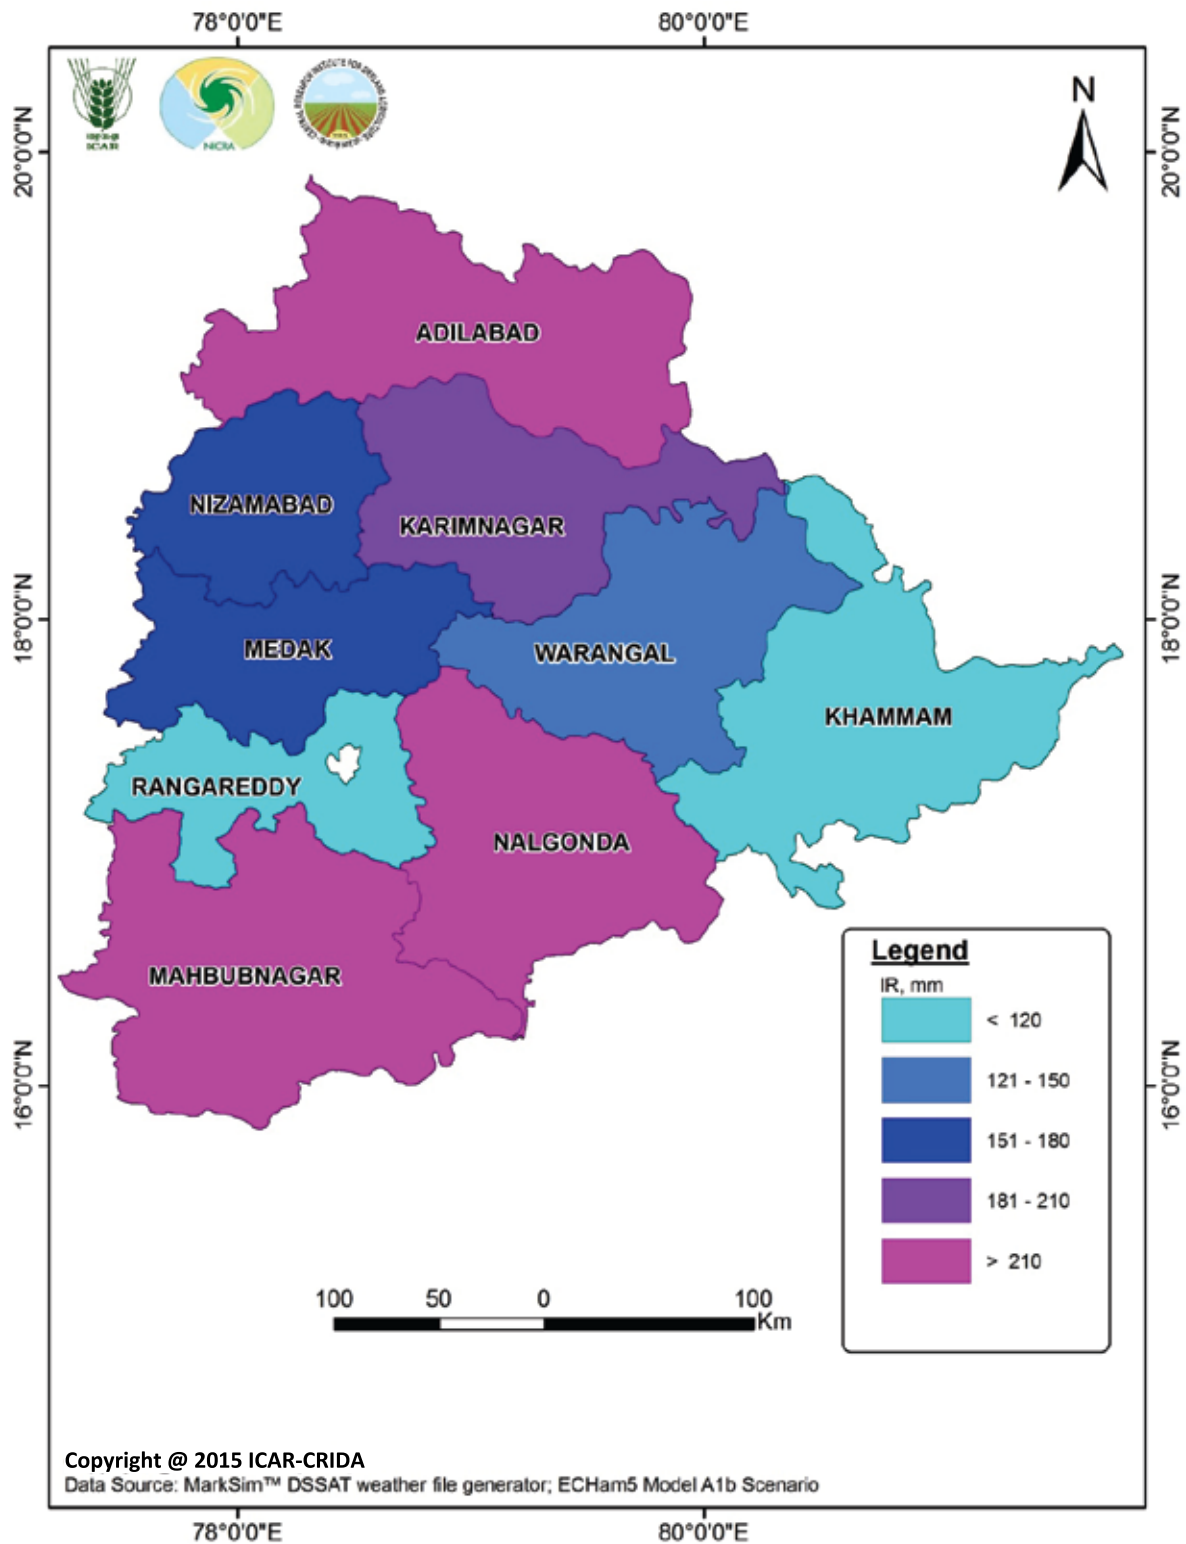 78°0'0"E 80°0'0"E
20°0'0"N 20°0'0"N
ICAR
NICRA
N
ADILABAD
NIZAMABAD
KARIMNAGAR
18°0'0"N 18°0'0"N
MEDAK
WARANGAL
KHAMMAM
RANGAREDDY
NALGONDA
MAHBUBNAGAR
16°0'0"N 16°0'0"N
Legend
IR, mm
< 120
121 - 150
151 - 180
181 - 210
> 210
100 50 0 100
Km
Copyright @ 2015 ICAR-CRIDA
Data Source: MarkSim™ DSSAT weather file generator; ECHam5 Model A1b Scenario
78°0'0"E 80°0'0"E